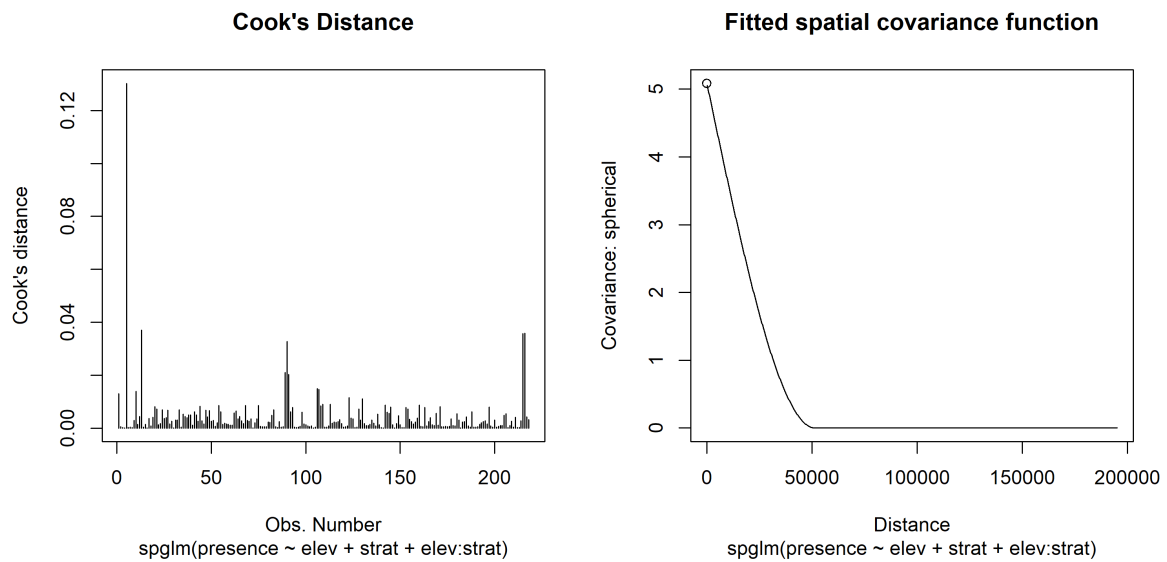 Cook's Distance
Cook's distance
0.12
0.08
0.04
0.00
0 50 100 150 200
Obs. Number
spglm(presence ~ elev + strat + elev:strat)
Fitted spatial covariance function
Covariance: spherical
5
4
3
2
1
0
0 50000 100000 150000 200000
Distance
spglm(presence ~ elev + strat + elev:strat)